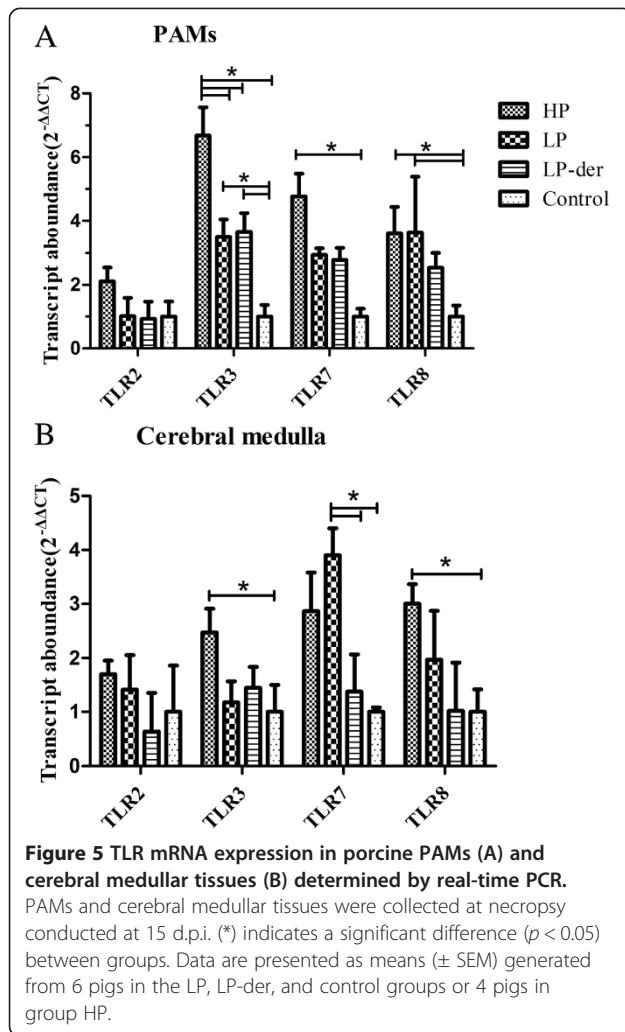 A PAMs
Transcript aboundance(2^-ΔΔCT)
8
6
4
2
0
* * * *
TLR2 TLR3 TLR7 TLR8
HP
LP
LP-der
Control
B Cerebral medulla
Transcript aboundance(2^-ΔΔCT)
5
4
3
2
1
0
* * *
TLR2 TLR3 TLR7 TLR8
Figure 5 TLR mRNA expression in porcine PAMs (A) and
cerebral medullar tissues (B) determined by real-time PCR.
PAMs and cerebral medullar tissues were collected at necropsy
conducted at 15 d.p.i. (*) indicates a significant difference (p < 0.05)
between groups. Data are presented as means (± SEM) generated
from 6 pigs in the LP, LP-der, and control groups or 4 pigs in
group HP.